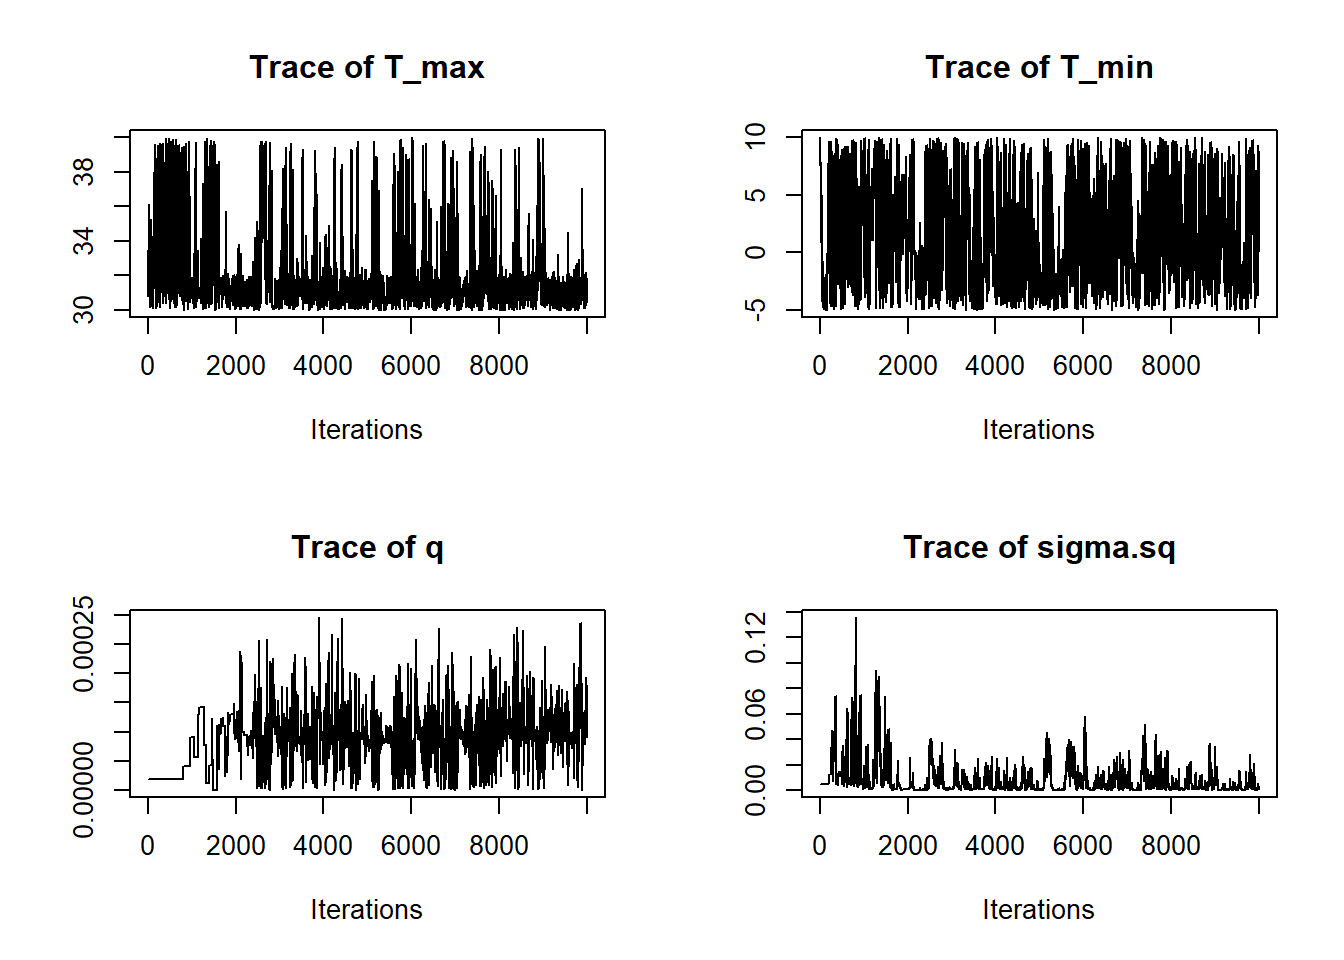 Trace of T_max
30 34 38
0 2000 4000 6000 8000
Iterations
Trace of T_min
-5 0 5 10
0 2000 4000 6000 8000
Iterations
Trace of q
0.00000 0.00025
0 2000 4000 6000 8000
Iterations
Trace of sigma.sq
0.00 0.06 0.12
0 2000 4000 6000 8000
Iterations